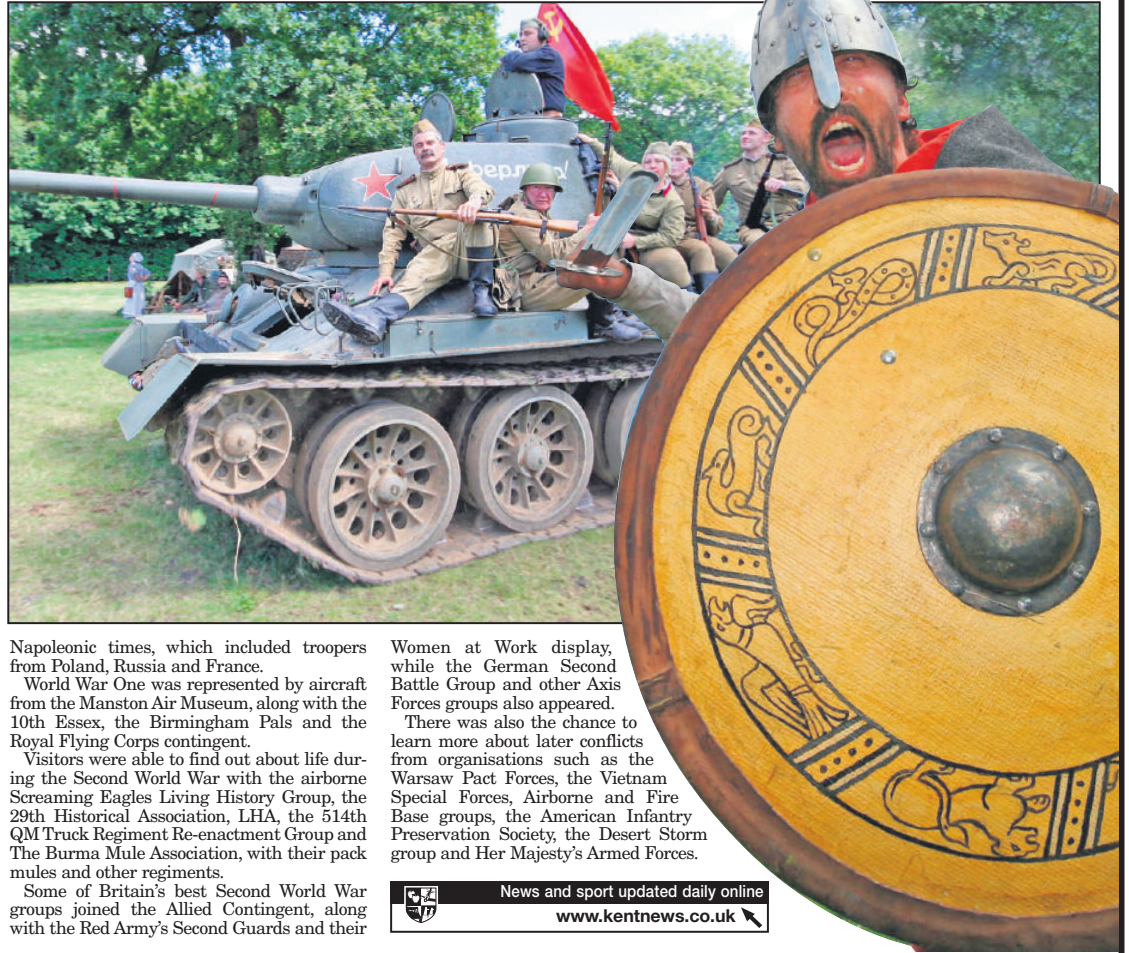 Napoleonic times, which included troopers
from Poland, Russia and France.
World War One was represented by aircraft
from the Manston Air Museum, along with the
10th Essex, the Birmingham Pals and the
Royal Flying Corps contingent.
Visitors were able to find out about life dur-
ing the Second World War with the airborne
Screaming Eagles Living History Group, the
29th Historical Association, LHA, the 514th
QM Truck Regiment Re-enactment Group and
The Burma Mule Association, with their pack
mules and other regiments.
Some of Britain's best Second World War
groups joined the Allied Contingent, along
with the Red Army's Second Guards and their
Women at Work display,
while the German Second
Battle Group and other Axis
Forces groups also appeared.
There was also the chance to
learn more about later conflicts
from organisations such as the
Warsaw Pact Forces, the Vietnam
Special Forces, Airborne and Fire
Base groups, the American Infantry
Preservation Society, the Desert Storm
group and Her Majesty's Armed Forces.
News and sport updated daily online
www.kentnews.co.uk